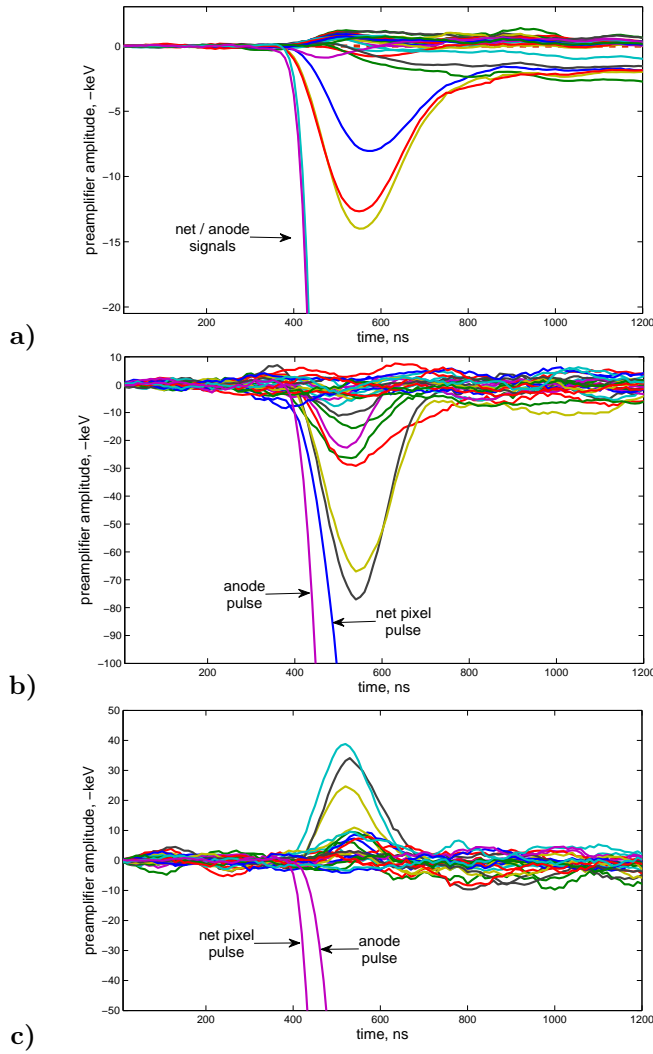 0
−5
−10
−15
−20
preamplifier amplitude, −keV
net / anode
signals
200 400 600 800 1000 1200
time, ns
a)
10
0
−10
−20
−30
−40
−50
−60
−70
−80
−90
−100
preamplifier amplitude, −keV
anode
pulse
net pixel
pulse
200 400 600 800 1000 1200
time, ns
b)
50
40
30
20
10
0
−10
−20
−30
−40
−50
preamplifier amplitude, −keV
net pixel
pulse
anode
pulse
200 400 600 800 1000 1200
time, ns
c)